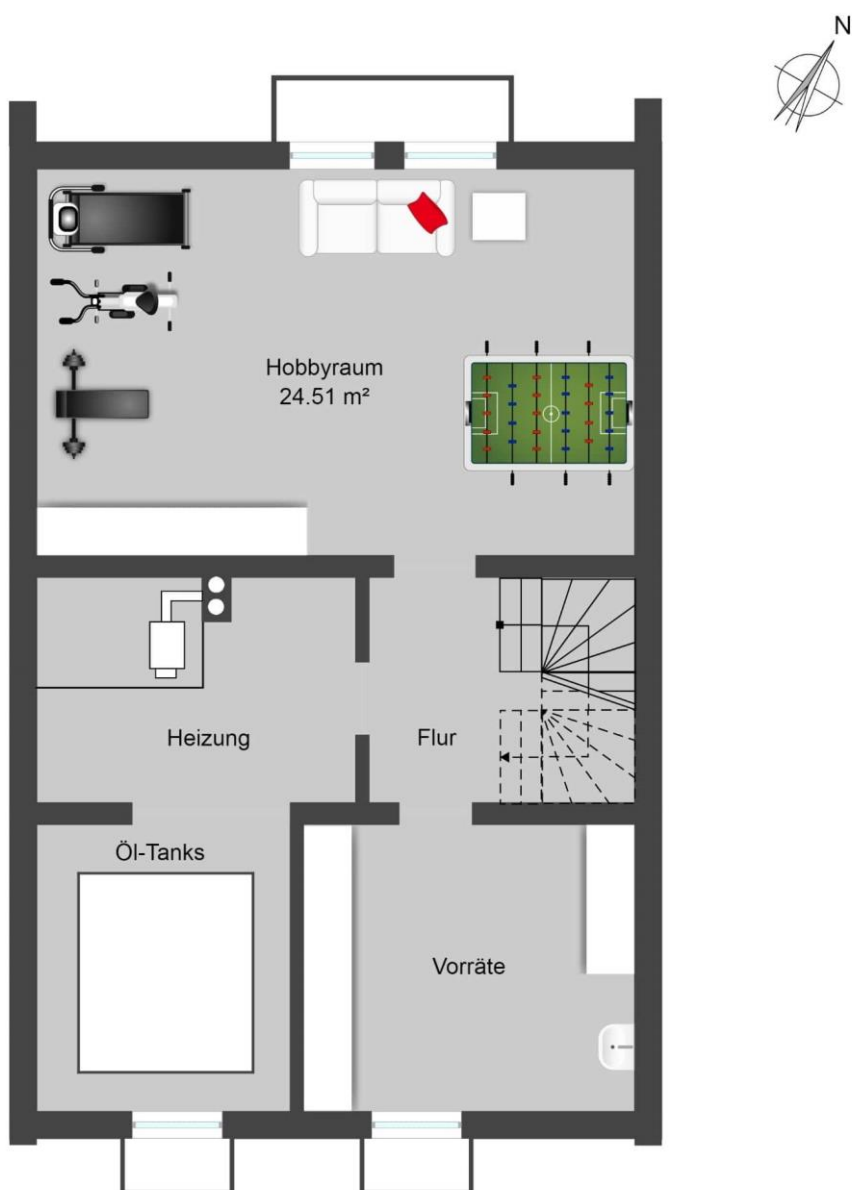 N
Hobbyraum
24.51 m²
Heizung
Flur
Öl-Tanks
Vorräte